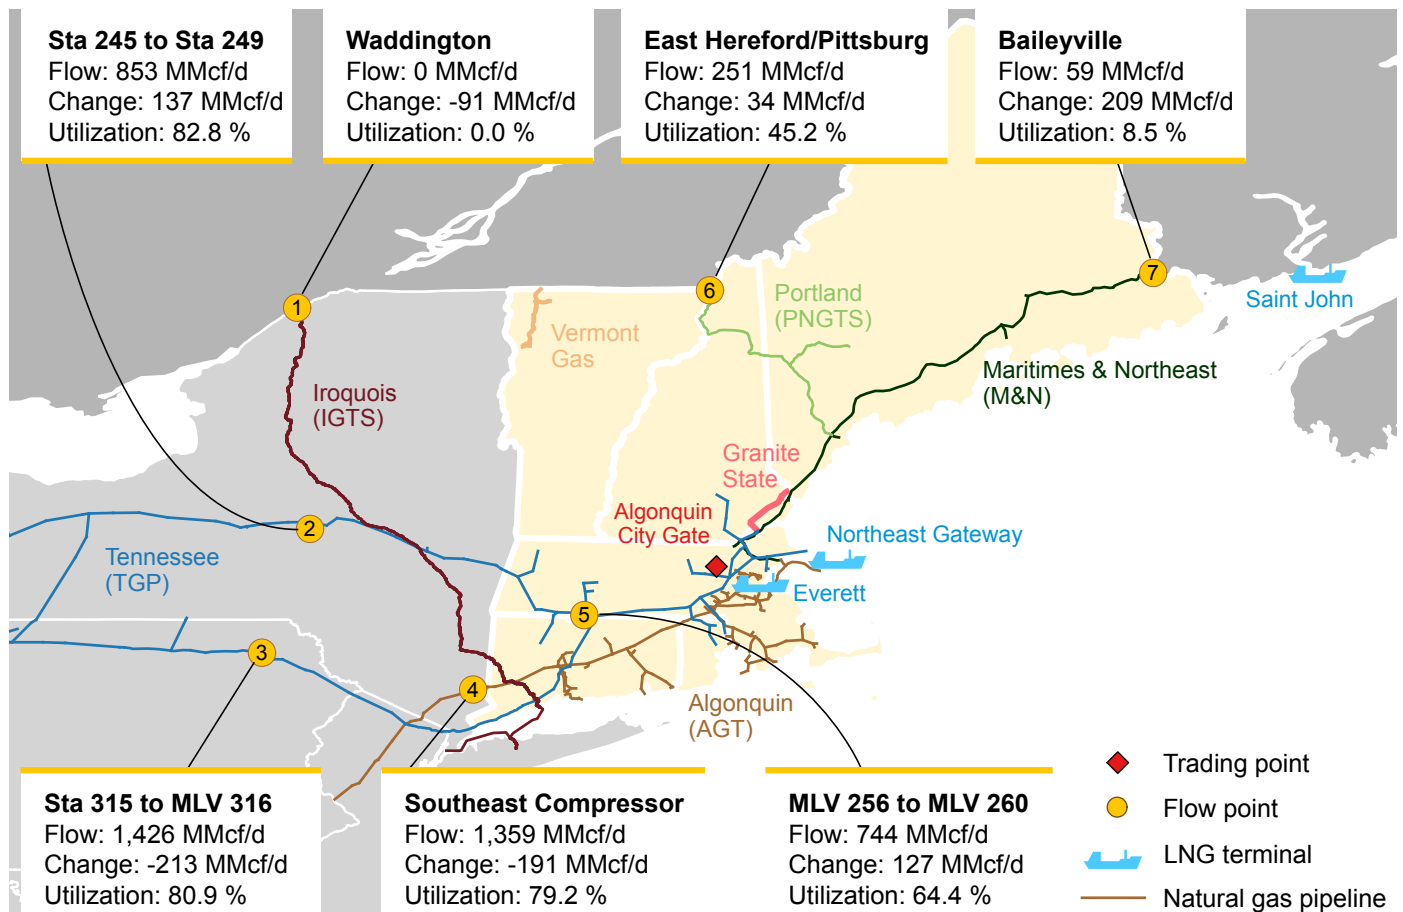 Sta 245 to Sta 249
Flow: 853 MMcf/d
Change: 137 MMcf/d
Utilization: 82.8 %
Waddington
Flow: 0 MMcf/d
Change: -91 MMcf/d
Utilization: 0.0 %
East Hereford/Pittsburg
Flow: 251 MMcf/d
Change: 34 MMcf/d
Utilization: 45.2 %
Baileyville
Flow: 59 MMcf/d
Change: 209 MMcf/d
Utilization: 8.5 %
1
6
7
Portland
(PNGTS)
Saint John
Vermont
Gas
Iroquois
(IGTS)
Maritimes & Northeast
(M&N)
Granite
State
Algonquin
City Gate
2
Northeast Gateway
Tennessee
(TGP)
Everett
5
3
4
Algonquin
(AGT)
Sta 315 to MLV 316
Flow: 1,426 MMcf/d
Change: -213 MMcf/d
Utilization: 80.9 %
Southeast Compressor
Flow: 1,359 MMcf/d
Change: -191 MMcf/d
Utilization: 79.2 %
MLV 256 to MLV 260
Flow: 744 MMcf/d
Change: 127 MMcf/d
Utilization: 64.4 %
Trading point
Flow point
LNG terminal
Natural gas pipeline